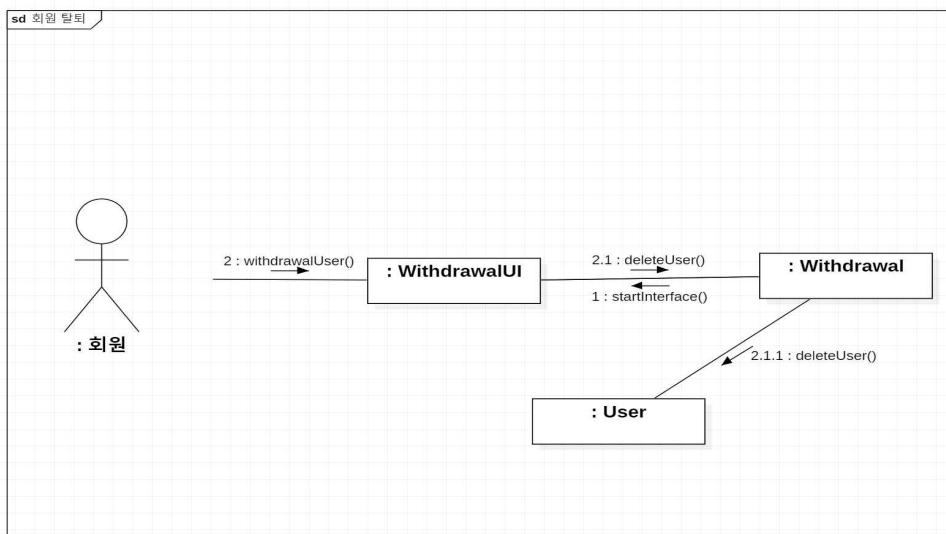 sd 회원 탈퇴
2 : withdrawalUser()
: WithdrawalUI
2.1 : deleteUser()
1 : startInterface()
: Withdrawal
: 회원
2.1.1 : deleteUser()
: User